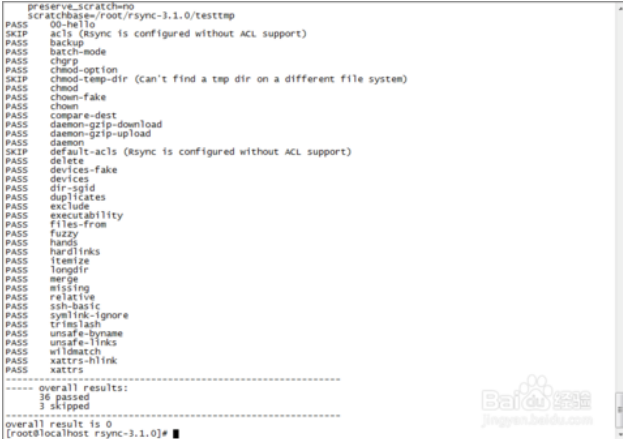 preserve_scratch=no
scratchbase=/root/rsync-3.1.0/testtmp
PASS 00-hello
SKIP acls (Rsync is configured without ACL support)
PASS backup
PASS batch-mode
PASS chgrp
PASS chmod-option
SKIP chmod-temp-dir (Can't find a tmp dir on a different file system)
PASS chmod
PASS chown-fake
PASS chown
PASS compare-dest
PASS daemon-gzip-download
PASS daemon-gzip-upload
PASS daemon
SKIP default-acls (Rsync is configured without ACL support)
PASS delete
PASS devices-fake
PASS devices
PASS dir-sgid
PASS duplicates
PASS exclude
PASS executability
PASS files-from
PASS fuzzy
PASS hands
PASS hardlinks
PASS itemize
PASS longdir
PASS merge
PASS missing
PASS relative
PASS ssh-basic
PASS symlink-ignore
PASS trimslash
PASS unsafe-byname
PASS unsafe-links
PASS wildmatch
PASS xattrs-hlink
PASS xattrs
------------------------------------------------------------
----- overall results:
36 passed
3 skipped
------------------------------------------------------------
overall result is 0
[root@localhost rsync-3.1.0]#
Baidu 经验
jingyan.baidu.com